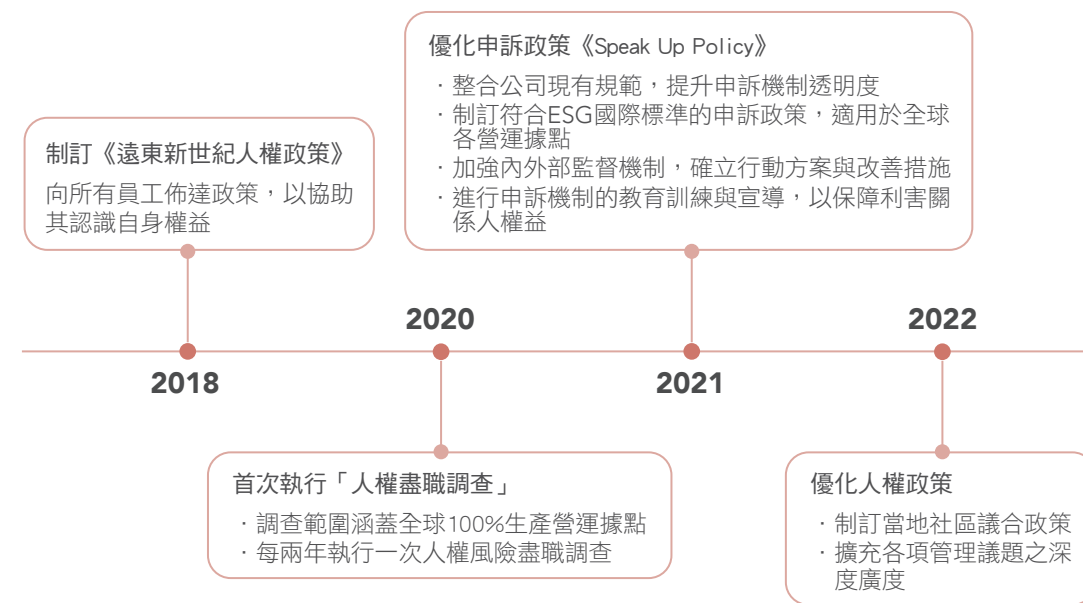 優化申訴政策《Speak Up Policy》
・整合公司現有規範，提升申訴機制透明度
・制訂符合ESG國際標準的申訴政策，適用於全球
各營運據點
・加強內外部監督機制，確立行動方案與改善措施
・進行申訴機制的教育訓練與宣導，以保障利害關
係人權益
制訂《遠東新世紀人權政策》
向所有員工佈達政策，以協助
其認識自身權益
2020
2022
2018
2021
首次執行「人權盡職調查」
・調查範圍涵蓋全球100%生產營運據點
・每兩年執行一次人權風險盡職調查
優化人權政策
・制訂當地社區議合政策
・擴充各項管理議題之深
度廣度